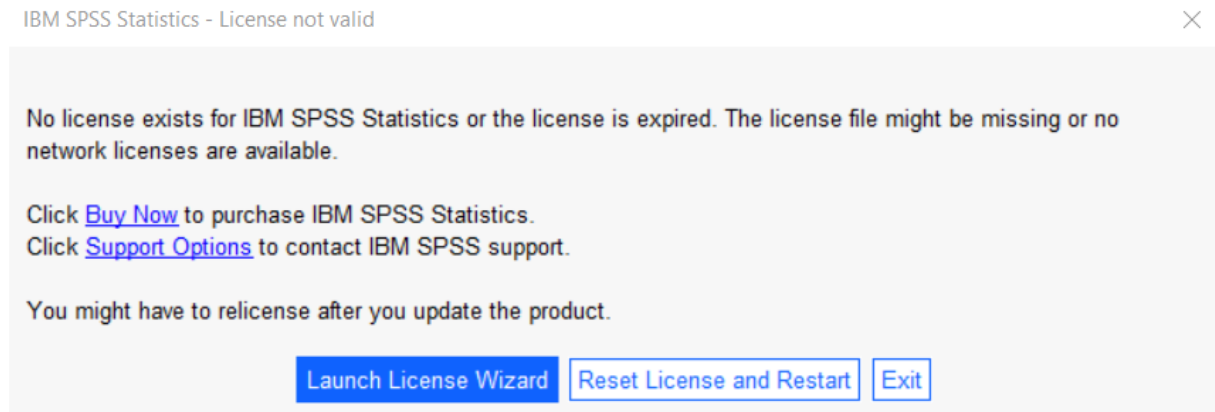 IBM SPSS Statistics - License not valid
No license exists for IBM SPSS Statistics or the license is expired. The license file might be missing or no
network licenses are available.
Click Buy Now to purchase IBM SPSS Statistics.
Click Support Options to contact IBM SPSS support.
You might have to relicense after you update the product.
Launch License Wizard Reset License and Restart Exit